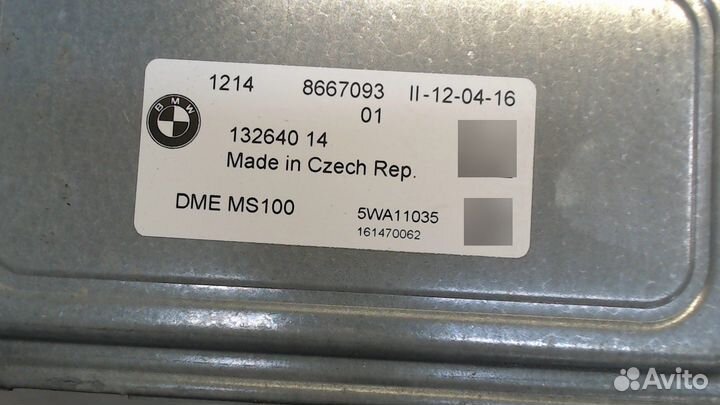 1214 8667093 II-12-04-16
01
BMW
132640 14
Made in Czech Rep.
DME MS100 5WA11035
161470062
Avito